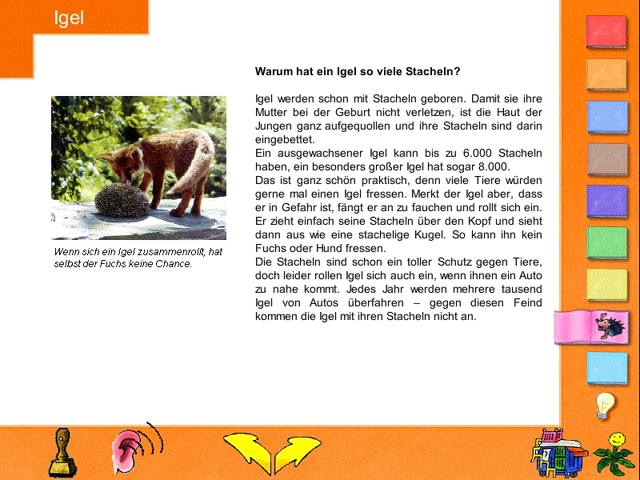 Igel
Warum hat ein Igel so viele Stacheln?
Igel werden schon mit Stacheln geboren. Damit sie ihre
Mutter bei der Geburt nicht verletzen, ist die Haut der
Jungen ganz aufgequollen und ihre Stacheln sind darin
eingebettet.
Ein ausgewachsener Igel kann bis zu 6.000 Stacheln
haben, ein besonders großer Igel hat sogar 8.000.
Das ist ganz schön praktisch, denn viele Tiere würden
gerne mal einen Igel fressen. Merkt der Igel aber, dass
er in Gefahr ist, fängt er an zu fauchen und rollt sich ein.
Er zieht einfach seine Stacheln über den Kopf und sieht
dann aus wie eine stachelige Kugel. So kann ihn kein
Fuchs oder Hund fressen.
Die Stacheln sind schon ein toller Schutz gegen Tiere,
doch leider rollen Igel sich auch ein, wenn ihnen ein Auto
zu nahe kommt. Jedes Jahr werden mehrere tausend
Igel von Autos überfahren – gegen diesen Feind
kommen die Igel mit ihren Stacheln nicht an.
Wenn sich ein Igel zusammenrollt, hat
selbst der Fuchs keine Chance.